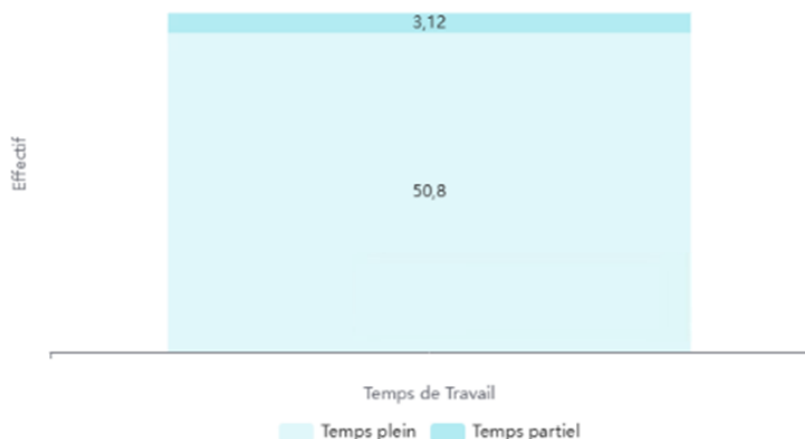 3,12
Effectif
50,8
Temps de Travail
Temps plein Temps partiel